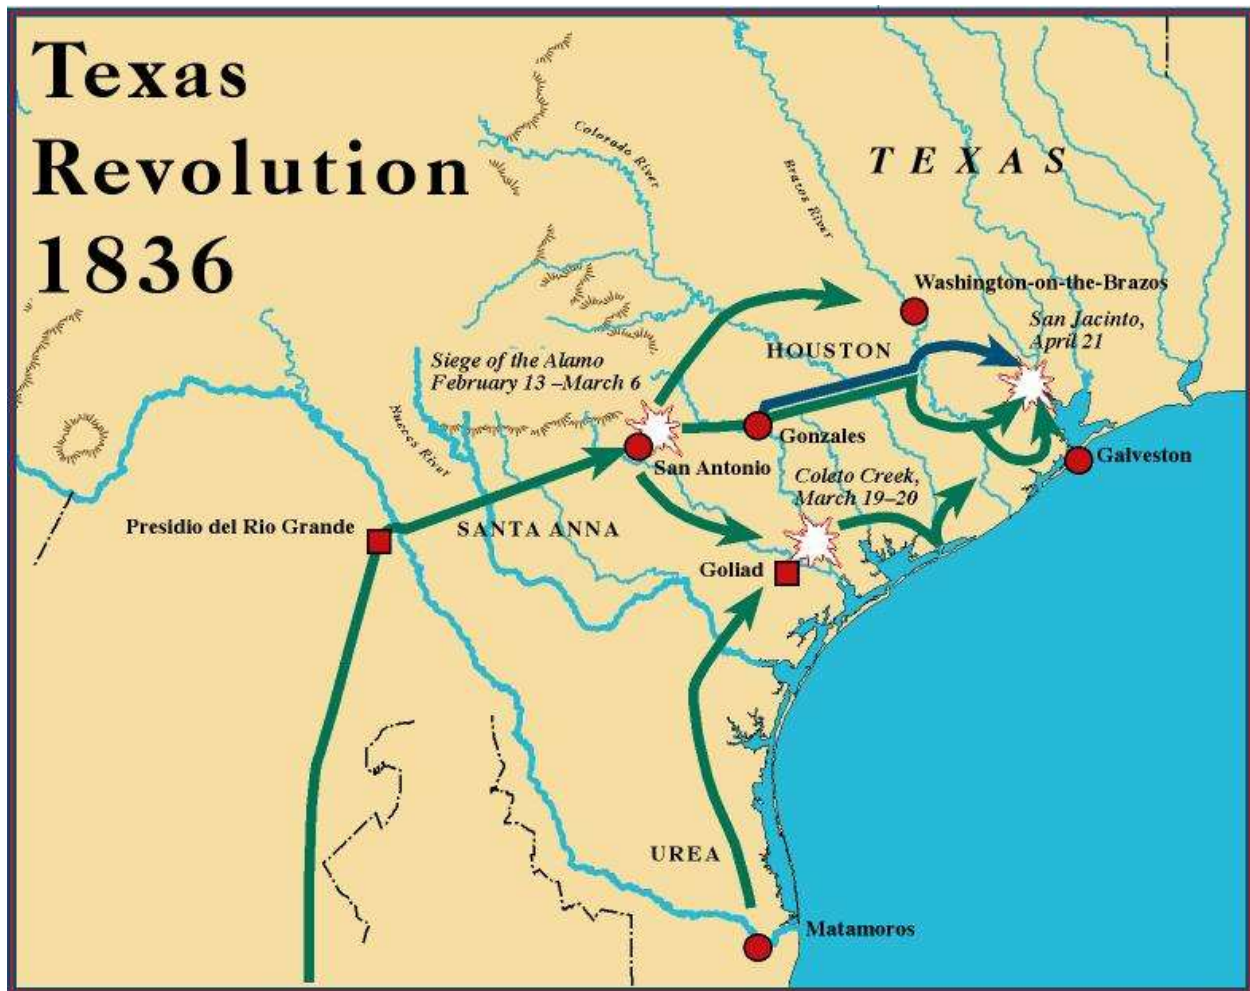 Texas
Revolution
1836
Colorado River
Brazos River
TEXAS
Washington-on-the-Brazos
San Jacinto,
April 21
HOUSTON
Siege of the Alamo
February 13 –March 6
Nueces River
Gonzales
San Antonio
Galveston
Coleto Creek,
March 19–20
Presidio del Rio Grande
SANTA ANNA
Goliad
UREA
Matamoros